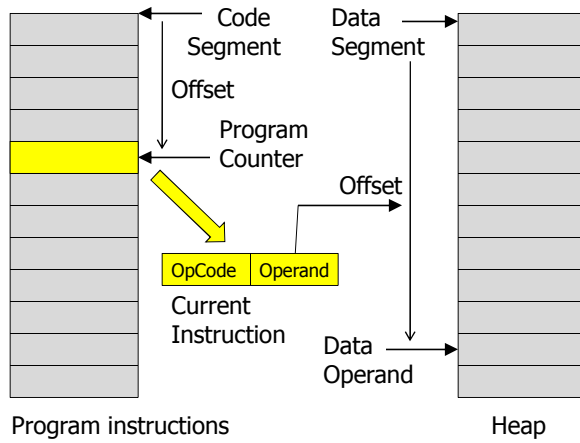 Code
Segment
Data
Segment
Offset
Program
Counter
Offset
OpCode Operand
Current
Instruction
Data
Operand
Program instructions
Heap